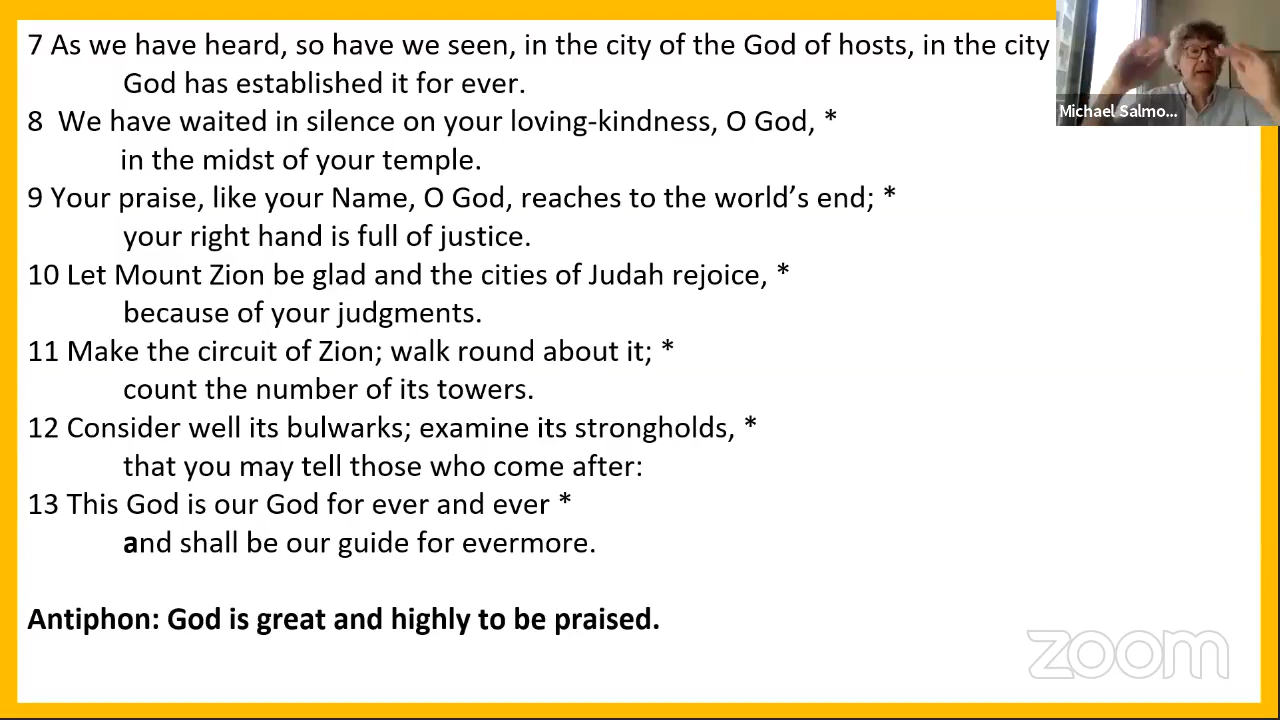 7 As we have heard, so have we seen, in the city of the God of hosts, in the city
God has established it for ever.
8 We have waited in silence on your loving-kindness, O God, *
in the midst of your temple.
9 Your praise, like your Name, O God, reaches to the world’s end; *
your right hand is full of justice.
10 Let Mount Zion be glad and the cities of Judah rejoice, *
because of your judgments.
11 Make the circuit of Zion; walk round about it; *
count the number of its towers.
12 Consider well its bulwarks; examine its strongholds, *
that you may tell those who come after:
13 This God is our God for ever and ever *
and shall be our guide for evermore.
Antiphon: God is great and highly to be praised.
Michael Salmo...
zoom